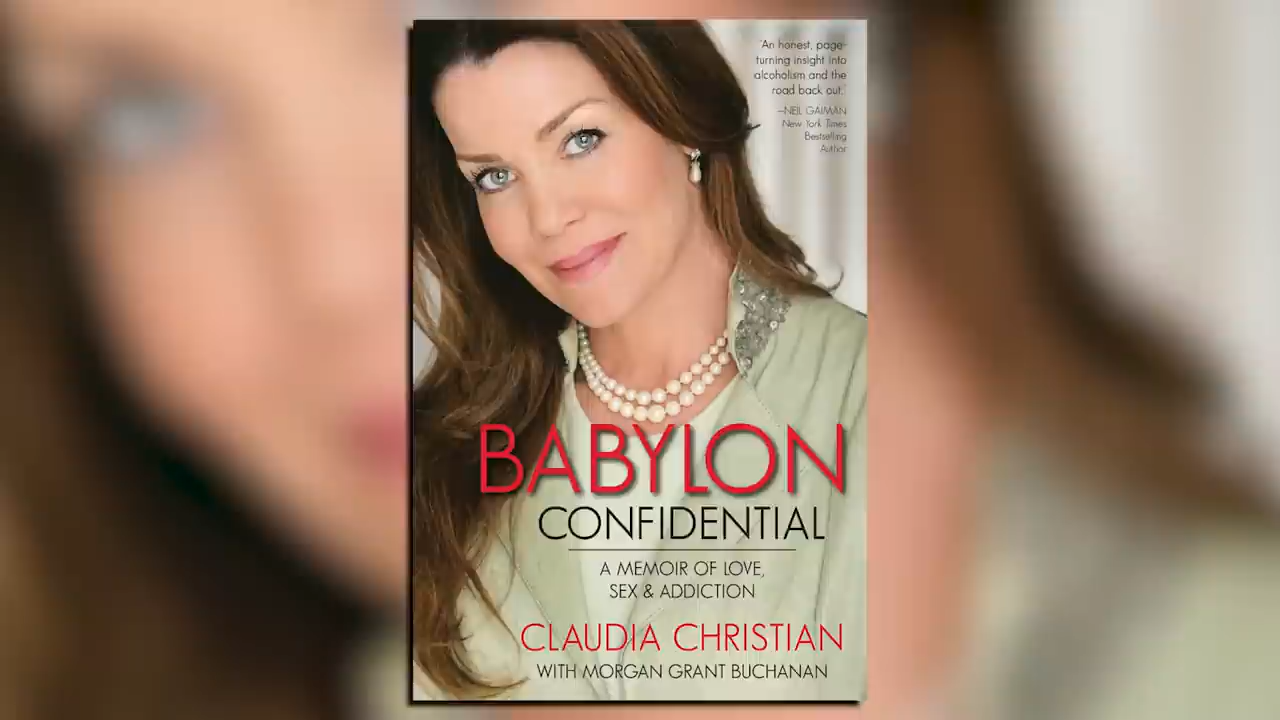 "An honest, page-
turning insight into
alcoholism and the
road back out."
—NEIL GAIMAN
New York Times
Bestselling
Author
BABYLON
CONFIDENTIAL
A MEMOIR OF LOVE,
SEX & ADDICTION
CLAUDIA CHRISTIAN
WITH MORGAN GRANT BUCHANAN